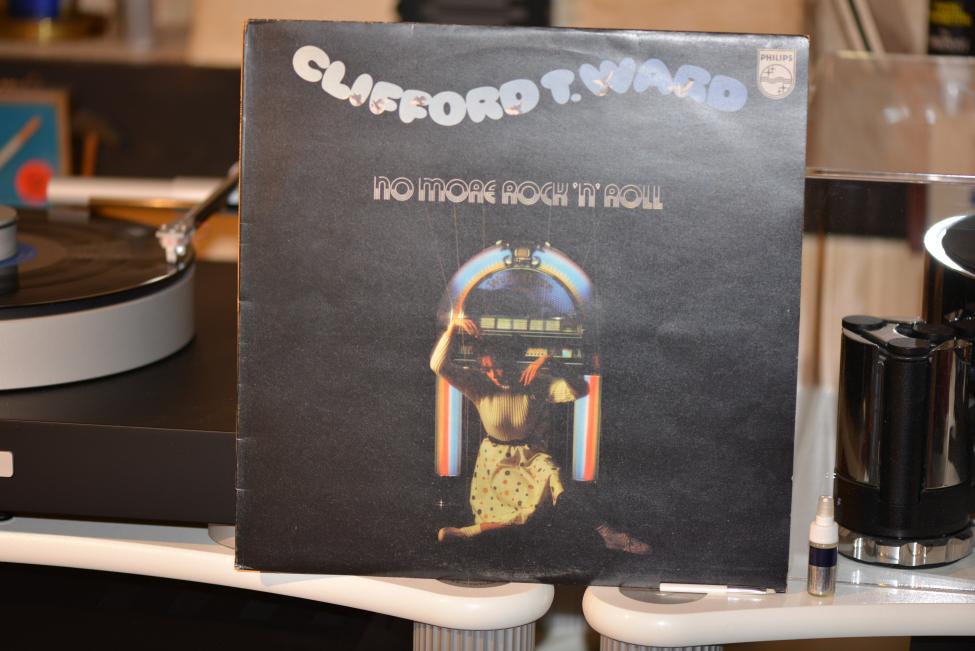 CLIFFORD T. WARD
PHILIPS
NO MORE ROCK 'N' ROLL